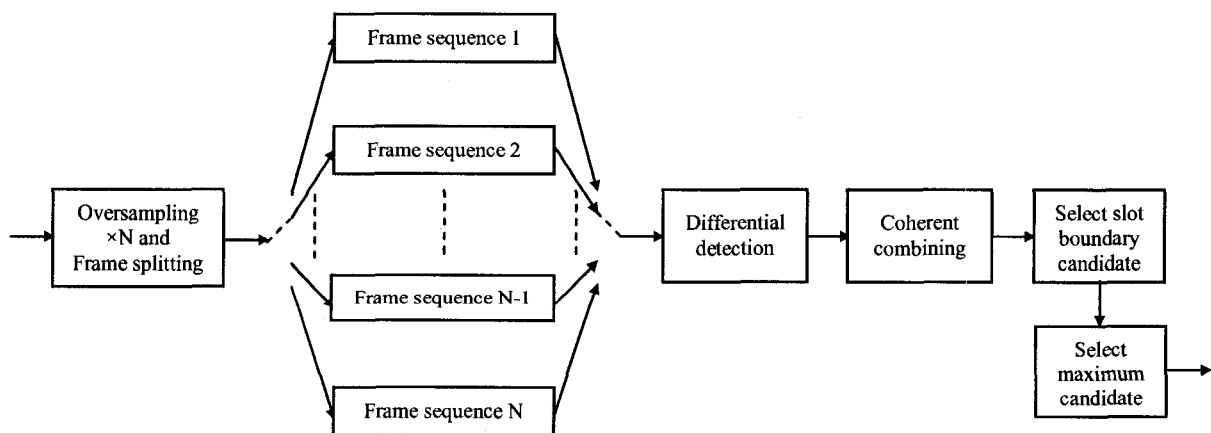 Frame sequence 1
Frame sequence 2
Oversampling
×N and
Frame splitting
Differential
detection
Coherent
combining
Select slot
boundary
candidate
Frame sequence N-1
Select
maximum
candidate
Frame sequence N